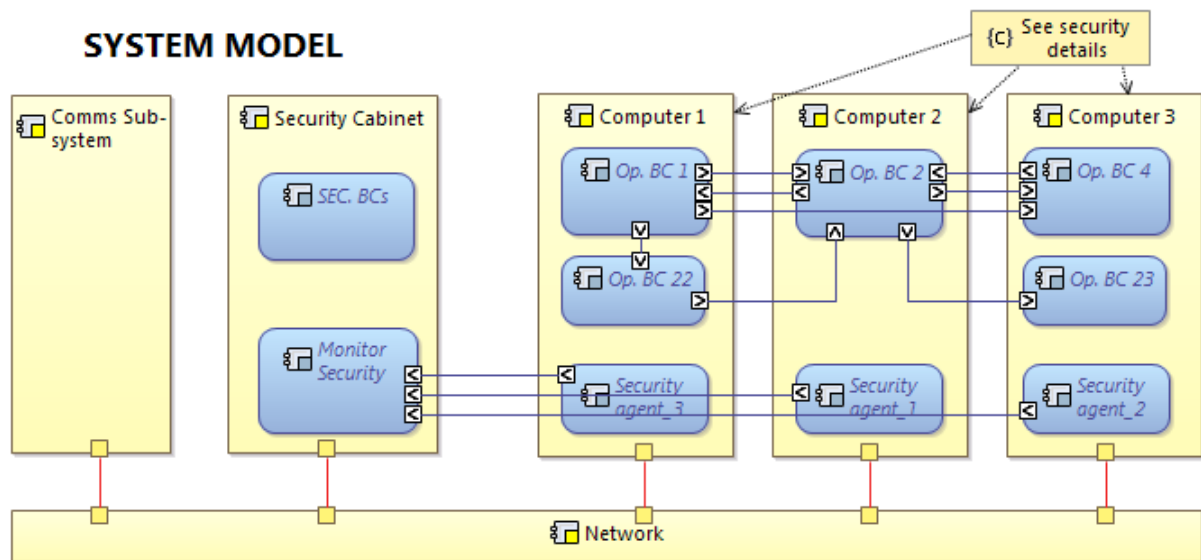 SYSTEM MODEL
{c} See security
details
Comms Sub-
system
Security Cabinet
Computer 1
Computer 2
Computer 3
SEC. BCs
Op. BC 1
Op. BC 2
Op. BC 4
Op. BC 22
Op. BC 23
Monitor
Security
Security
agent_3
Security
agent_1
Security
agent_2
Network